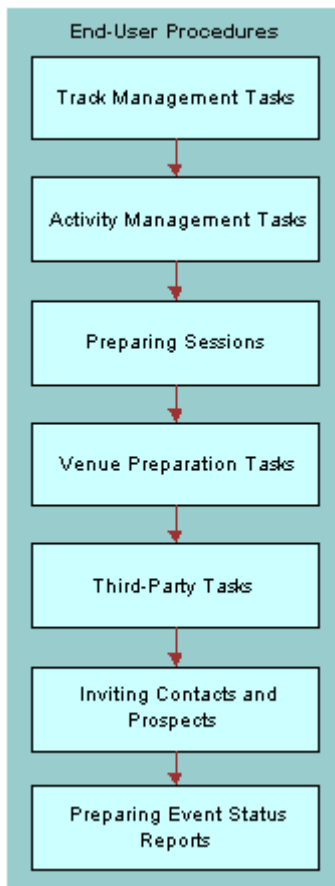 End-User Procedures
Track Management Tasks
Activity Management Tasks
Preparing Sessions
Venue Preparation Tasks
Third-Party Tasks
Inviting Contacts and
Prospects
Preparing Event Status
Reports